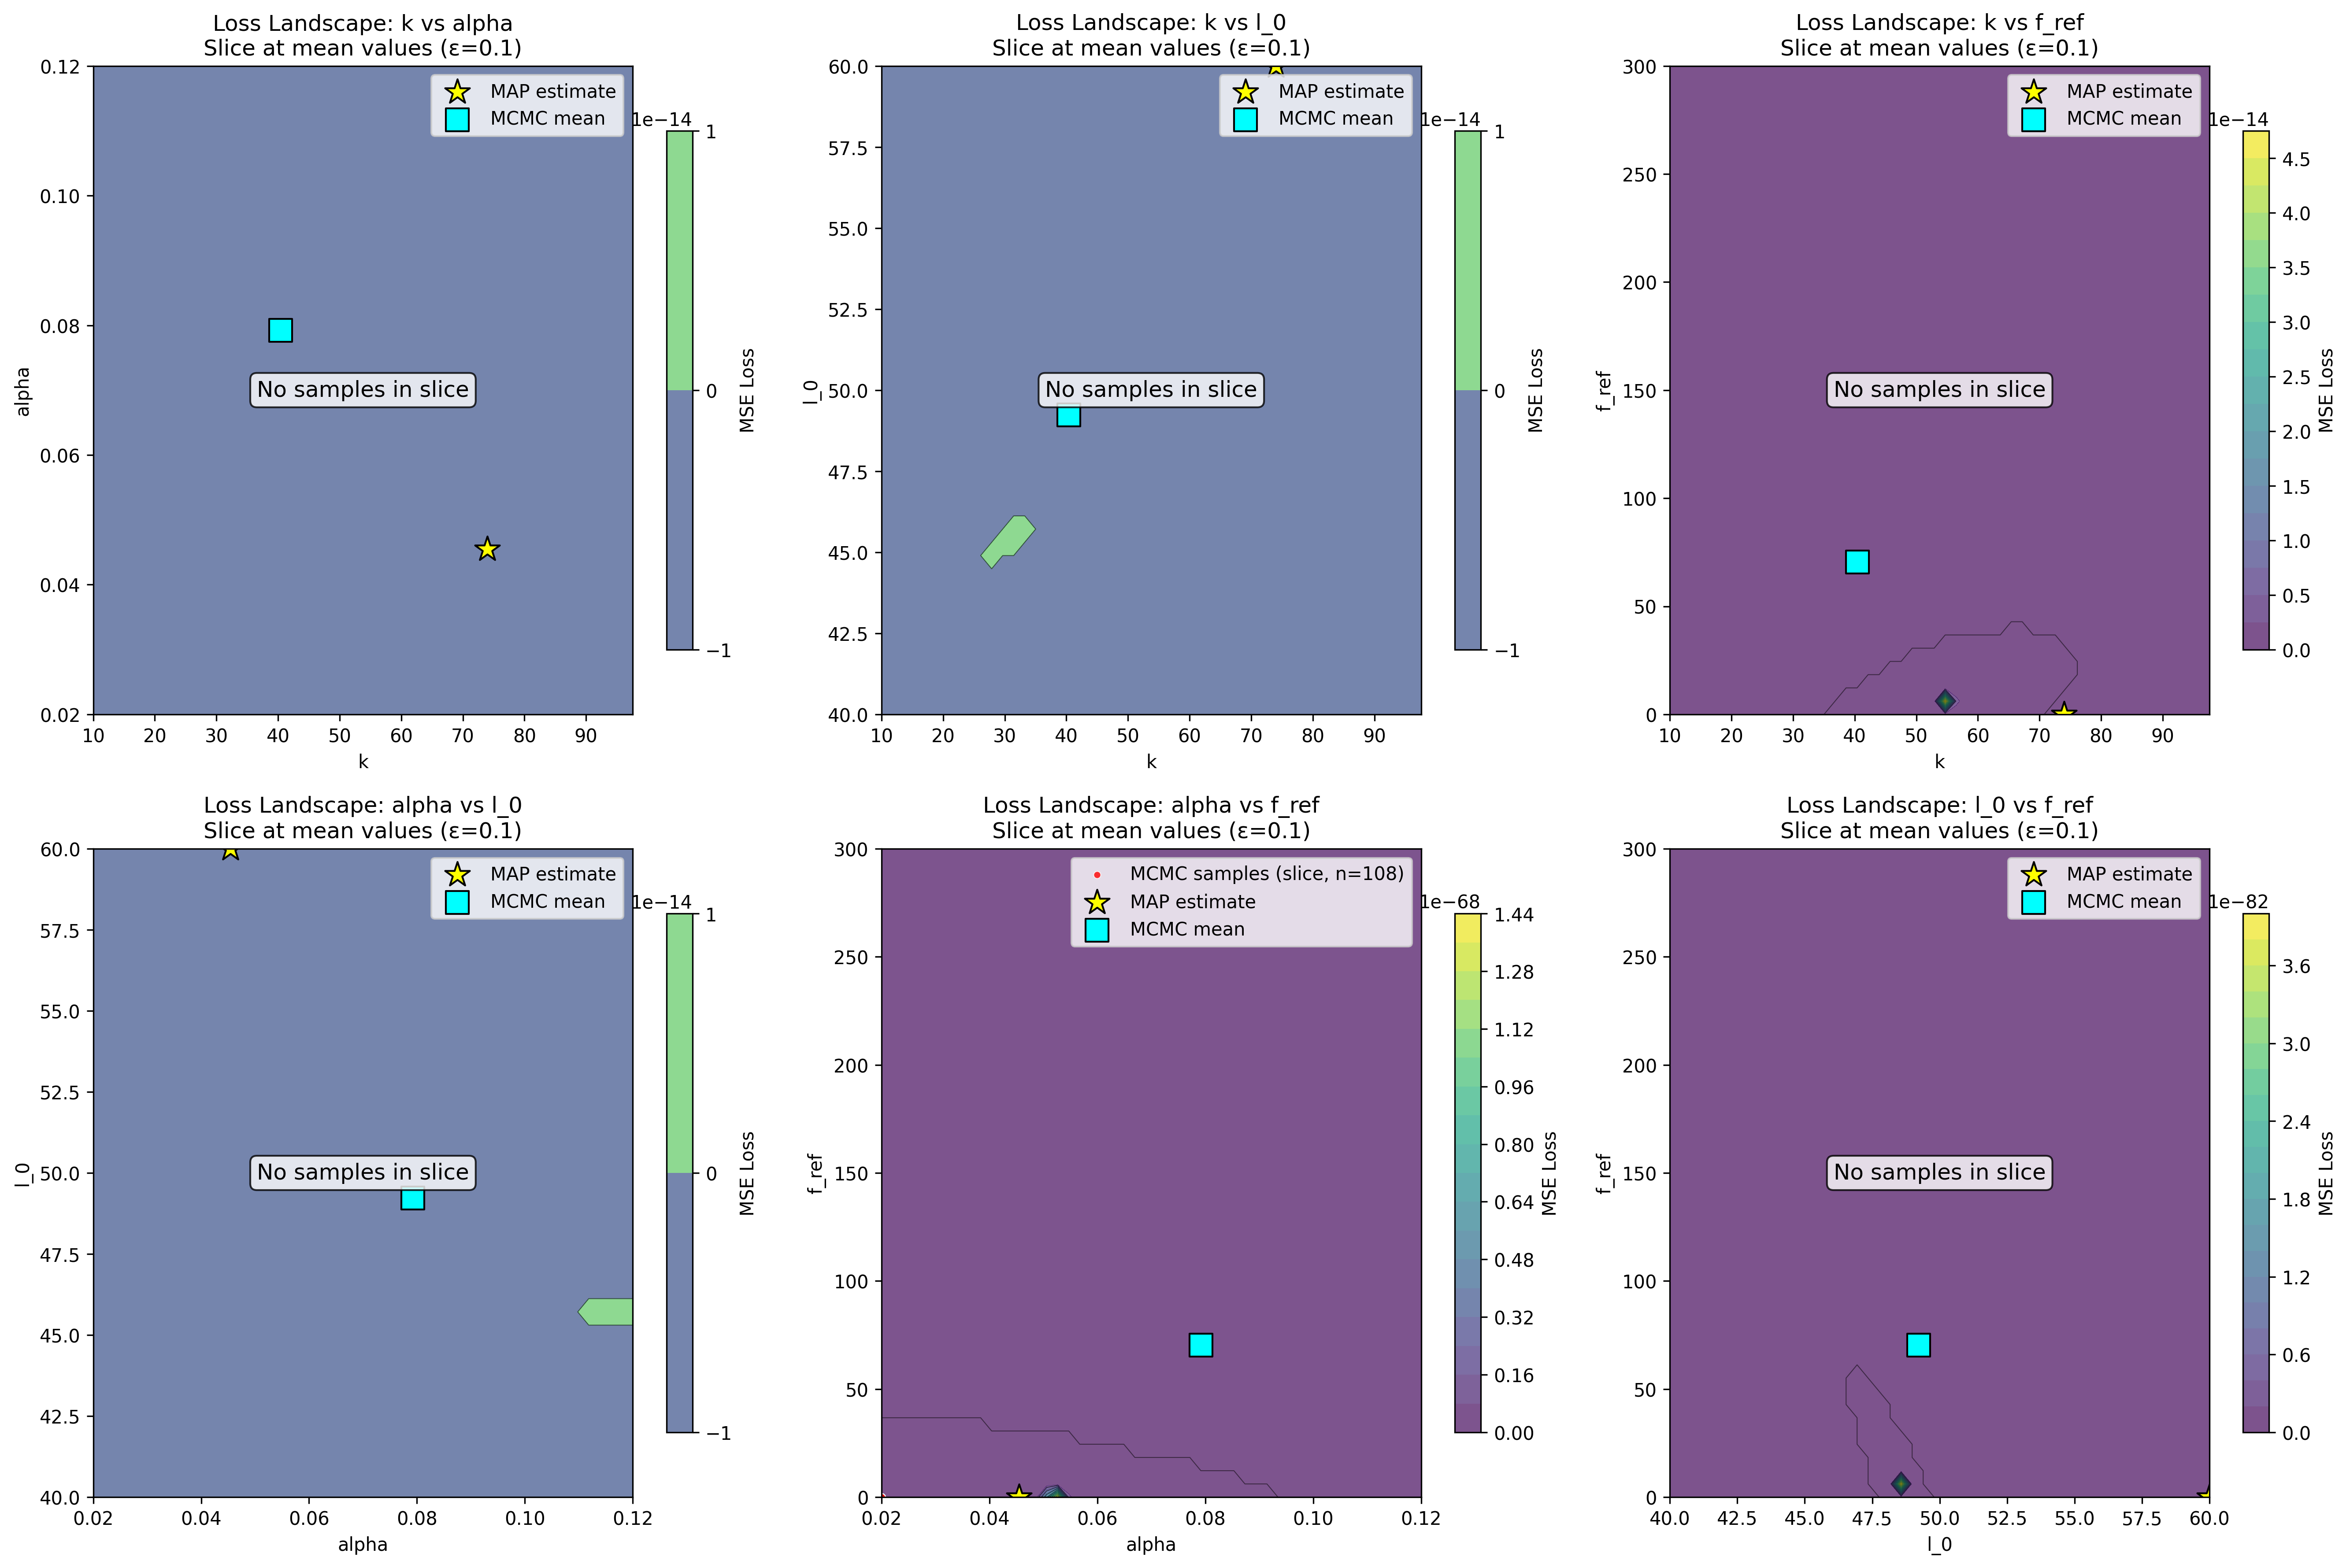 Loss Landscape: k vs alpha
Slice at mean values (ε=0.1)
0.12
0.10
0.08
0.06
0.04
0.02
alpha
10 20 30 40 50 60 70 80 90
k
MAP estimate
MCMC mean
No samples in slice
1e−14
1
0
−1
MSE Loss
Loss Landscape: k vs l_0
Slice at mean values (ε=0.1)
60.0
57.5
55.0
52.5
50.0
47.5
45.0
42.5
40.0
l_0
10 20 30 40 50 60 70 80 90
k
MAP estimate
MCMC mean
No samples in slice
1e−14
1
0
−1
MSE Loss
Loss Landscape: k vs f_ref
Slice at mean values (ε=0.1)
300
250
200
150
100
50
0
f_ref
10 20 30 40 50 60 70 80 90
k
MAP estimate
MCMC mean
No samples in slice
1e−14
4.5
4.0
3.5
3.0
2.5
2.0
1.5
1.0
0.5
0.0
MSE Loss
Loss Landscape: alpha vs l_0
Slice at mean values (ε=0.1)
60.0
57.5
55.0
52.5
50.0
47.5
45.0
42.5
40.0
l_0
0.02 0.04 0.06 0.08 0.10 0.12
alpha
MAP estimate
MCMC mean
No samples in slice
1e−14
1
0
−1
MSE Loss
Loss Landscape: alpha vs f_ref
Slice at mean values (ε=0.1)
300
250
200
150
100
50
0
f_ref
0.02 0.04 0.06 0.08 0.10 0.12
alpha
MCMC samples (slice, n=108)
MAP estimate
MCMC mean
1e−68
1.44
1.28
1.12
0.96
0.80
0.64
0.48
0.32
0.16
0.00
MSE Loss
Loss Landscape: l_0 vs f_ref
Slice at mean values (ε=0.1)
300
250
200
150
100
50
0
f_ref
40.0 42.5 45.0 47.5 50.0 52.5 55.0 57.5 60.0
l_0
MAP estimate
MCMC mean
No samples in slice
1e−82
3.6
3.0
2.4
1.8
1.2
0.6
0.0
MSE Loss